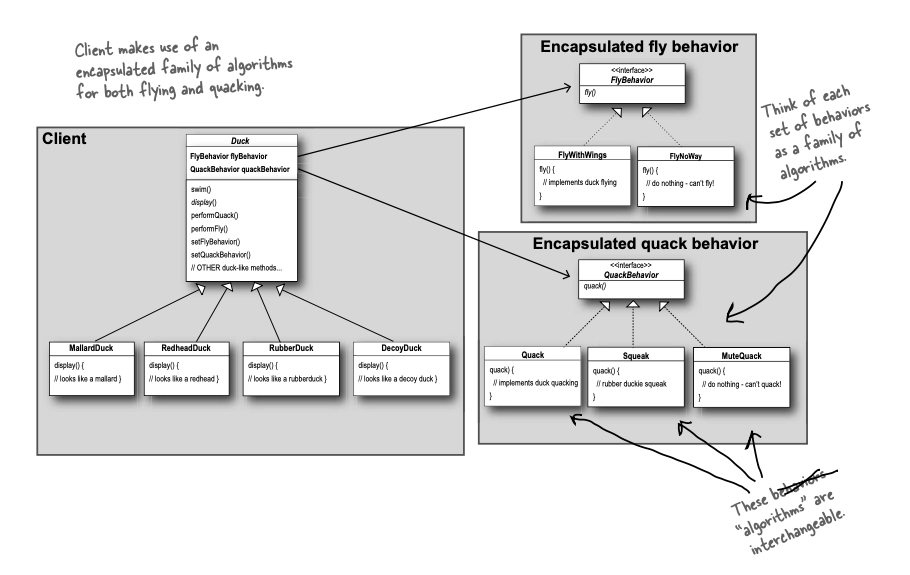 Client makes use of an
encapsulated family of algorithms
for both flying and quacking.
Client
Duck
FlyBehavior flyBehavior
QuackBehavior quackBehavior
swim()
display()
performQuack()
performFly()
setFlyBehavior()
setQuackBehavior()
// OTHER duck-like methods...
MallardDuck
display() {
// looks like a mallard }
RedheadDuck
display() {
// looks like a redhead }
RubberDuck
display() {
// looks like a rubberduck }
DecoyDuck
display() {
// looks like a decoy duck }
Encapsulated fly behavior
<<interface>>
FlyBehavior
fly()
FlyWithWings
fly() {
// implements duck flying
}
FlyNoWay
fly() {
// do nothing - can't fly!
}
Think of each
set of behaviors
as a family of
algorithms.
Encapsulated quack behavior
<<interface>>
QuackBehavior
quack()
Quack
quack) {
// implements duck quacking
}
Squeak
quack() {
// rubber duckie squeak
}
MuteQuack
quack() {
// do nothing - can't quack!
}
These behaviors
“algorithms” are
interchangeable.